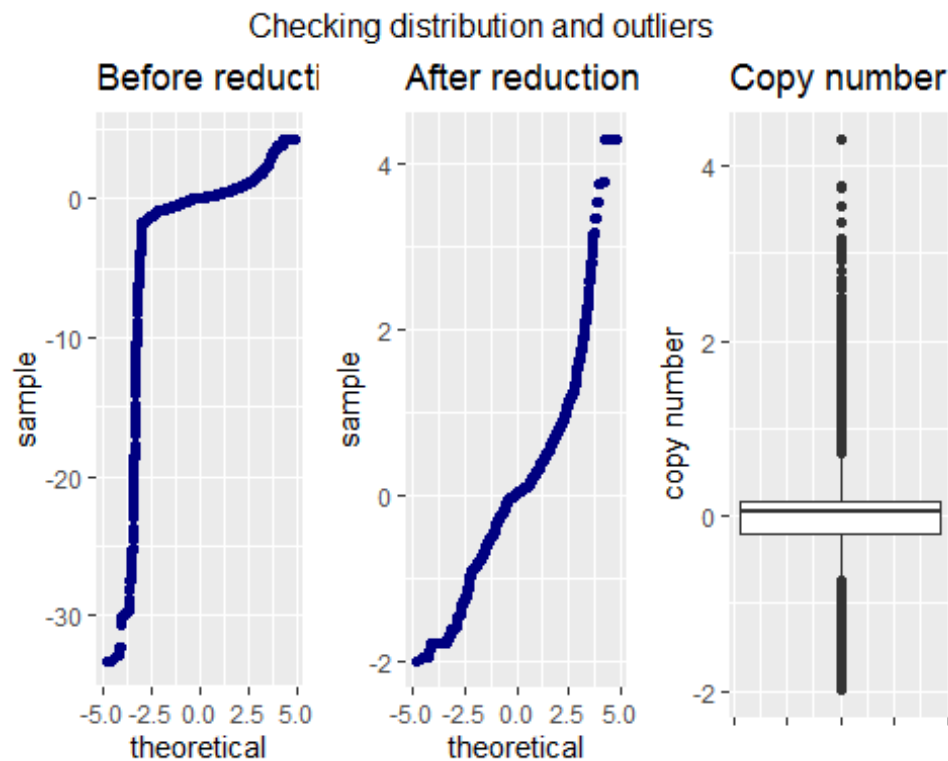 Checking distribution and outliers
Before reducti
After reduction
Copy number
0
-10
-20
-30
sample
-5.0 -2.5 0.0 2.5 5.0
theoretical
4
2
0
-2
sample
-5.0 -2.5 0.0 2.5 5.0
theoretical
4
2
0
-2
copy number